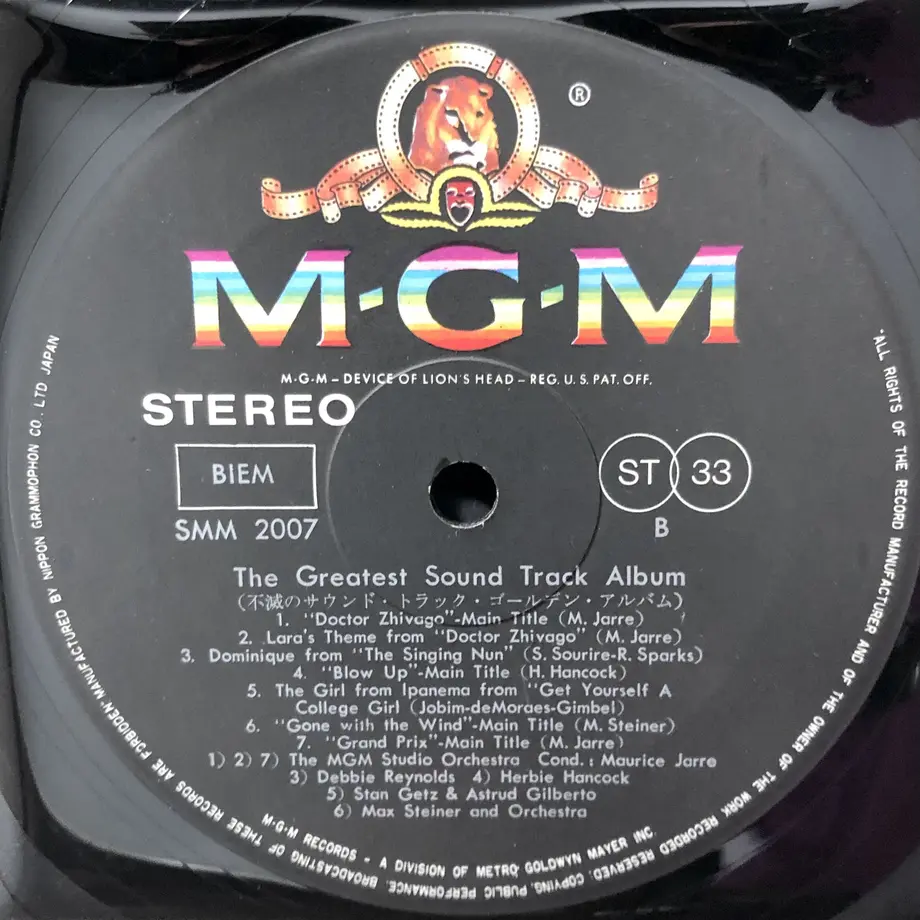 ®
M·G·M
M·G·M – DEVICE OF LION'S HEAD – REG. U.S. PAT. OFF.
STEREO
BIEM
ST 33
SMM 2007
B
The Greatest Sound Track Album
(不滅のサウンド・トラック・ゴールデン・アルバム)
1. "Doctor Zhivago"-Main Title (M. Jarre)
2. Lara's Theme from "Doctor Zhivago" (M. Jarre)
3. Dominique from "The Singing Nun" (S. Sourire-R. Sparks)
4. "Blow Up"-Main Title (H. Hancock)
5. The Girl from Ipanema from "Get Yourself A
College Girl (Jobim-deMoraes-Gimbel)
6. "Gone with the Wind"-Main Title (M. Steiner)
7. "Grand Prix"-Main Title (M. Jarre)
1) 2) 7) The MGM Studio Orchestra Cond.: Maurice Jarre
3) Debbie Reynolds 4) Herbie Hancock
5) Stan Getz & Astrud Gilberto
6) Max Steiner and Orchestra
M-G-M RECORDS - A DIVISION OF METRO GOLDWYN MAYER INC.
"ALL RIGHTS OF THE RECORD MANUFACTURER AND OF THE OWNER OF THE WORK RECORDED RESERVED. COPYING, PUBLIC PERFORMANCE, BROADCASTING OF THESE RECORDS ARE FORBIDDEN" MANUFACTURED BY NIPPON GRAMMOPHON CO., LTD JAPAN